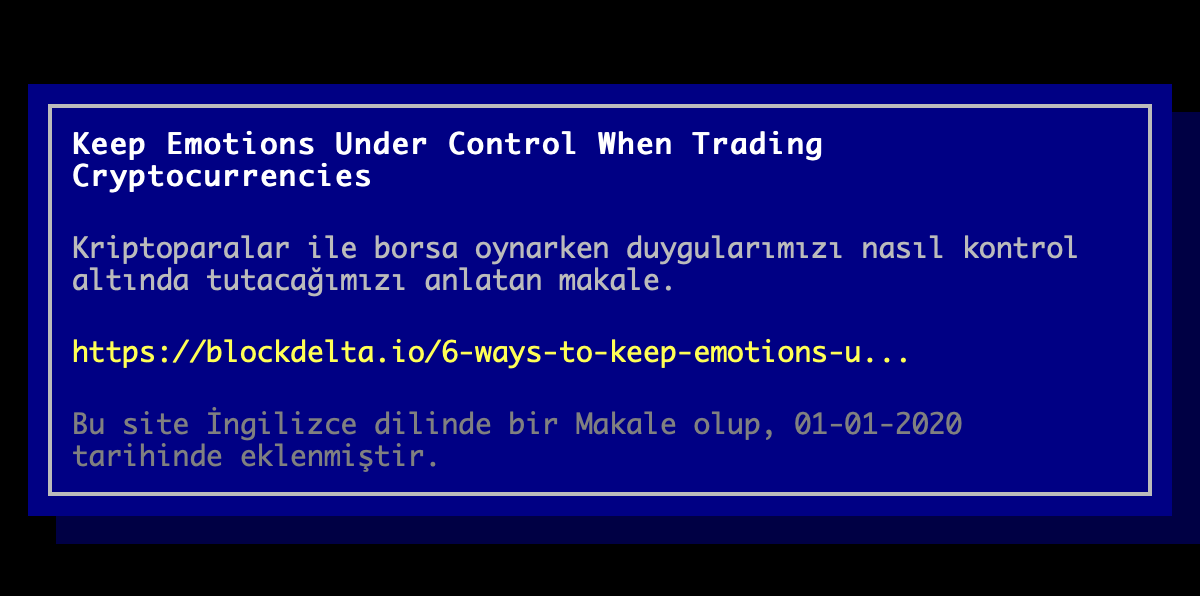 Keep Emotions Under Control When Trading
Cryptocurrencies
Kriptoparalar ile borsa oynarken duygularımızı nasıl kontrol
altında tutacağımızı anlatan makale.
https://blockdelta.io/6-ways-to-keep-emotions-u...
Bu site İngilizce dilinde bir Makale olup, 01-01-2020
tarihinde eklenmiştir.